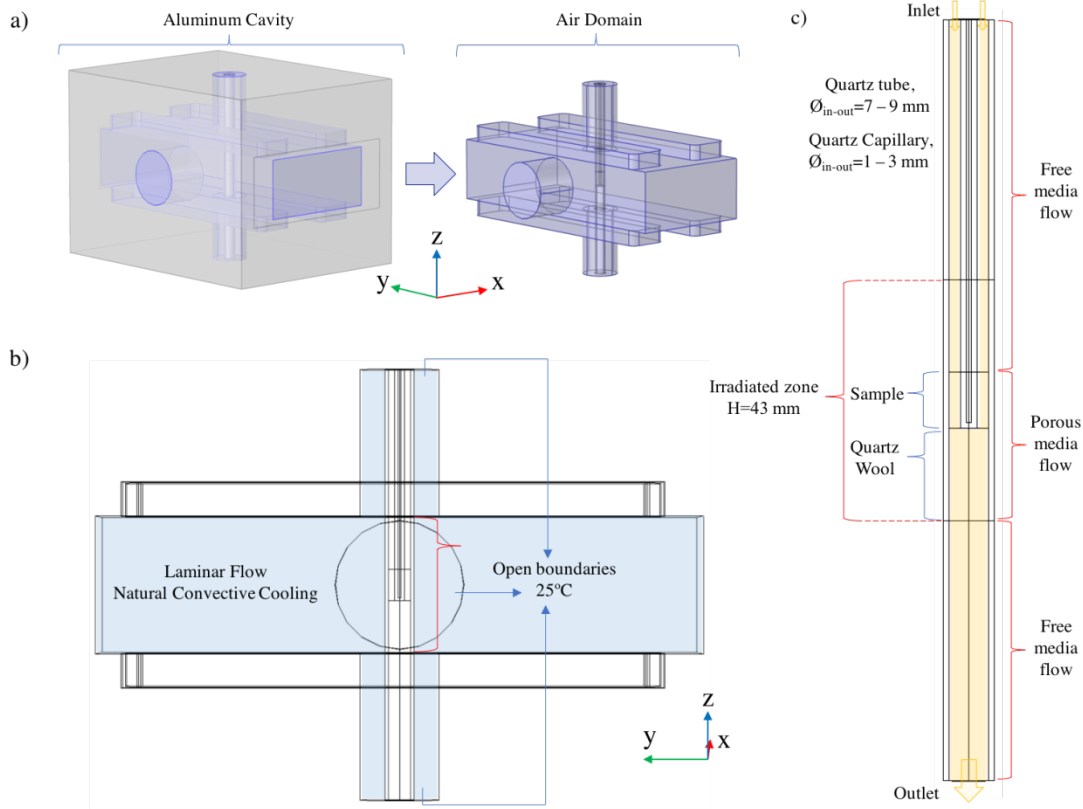 a)
Aluminum Cavity
Air Domain
z
y
x
b)
Laminar Flow
Natural Convective Cooling
Open boundaries
25ºC
z
y
x
c)
Inlet
Quartz tube,
Øin-out=7 – 9 mm
Quartz Capillary,
Øin-out=1 – 3 mm
Free
media
flow
Irradiated zone
H=43 mm
Sample
Quartz
Wool
Porous
media
flow
Free
media
flow
Outlet